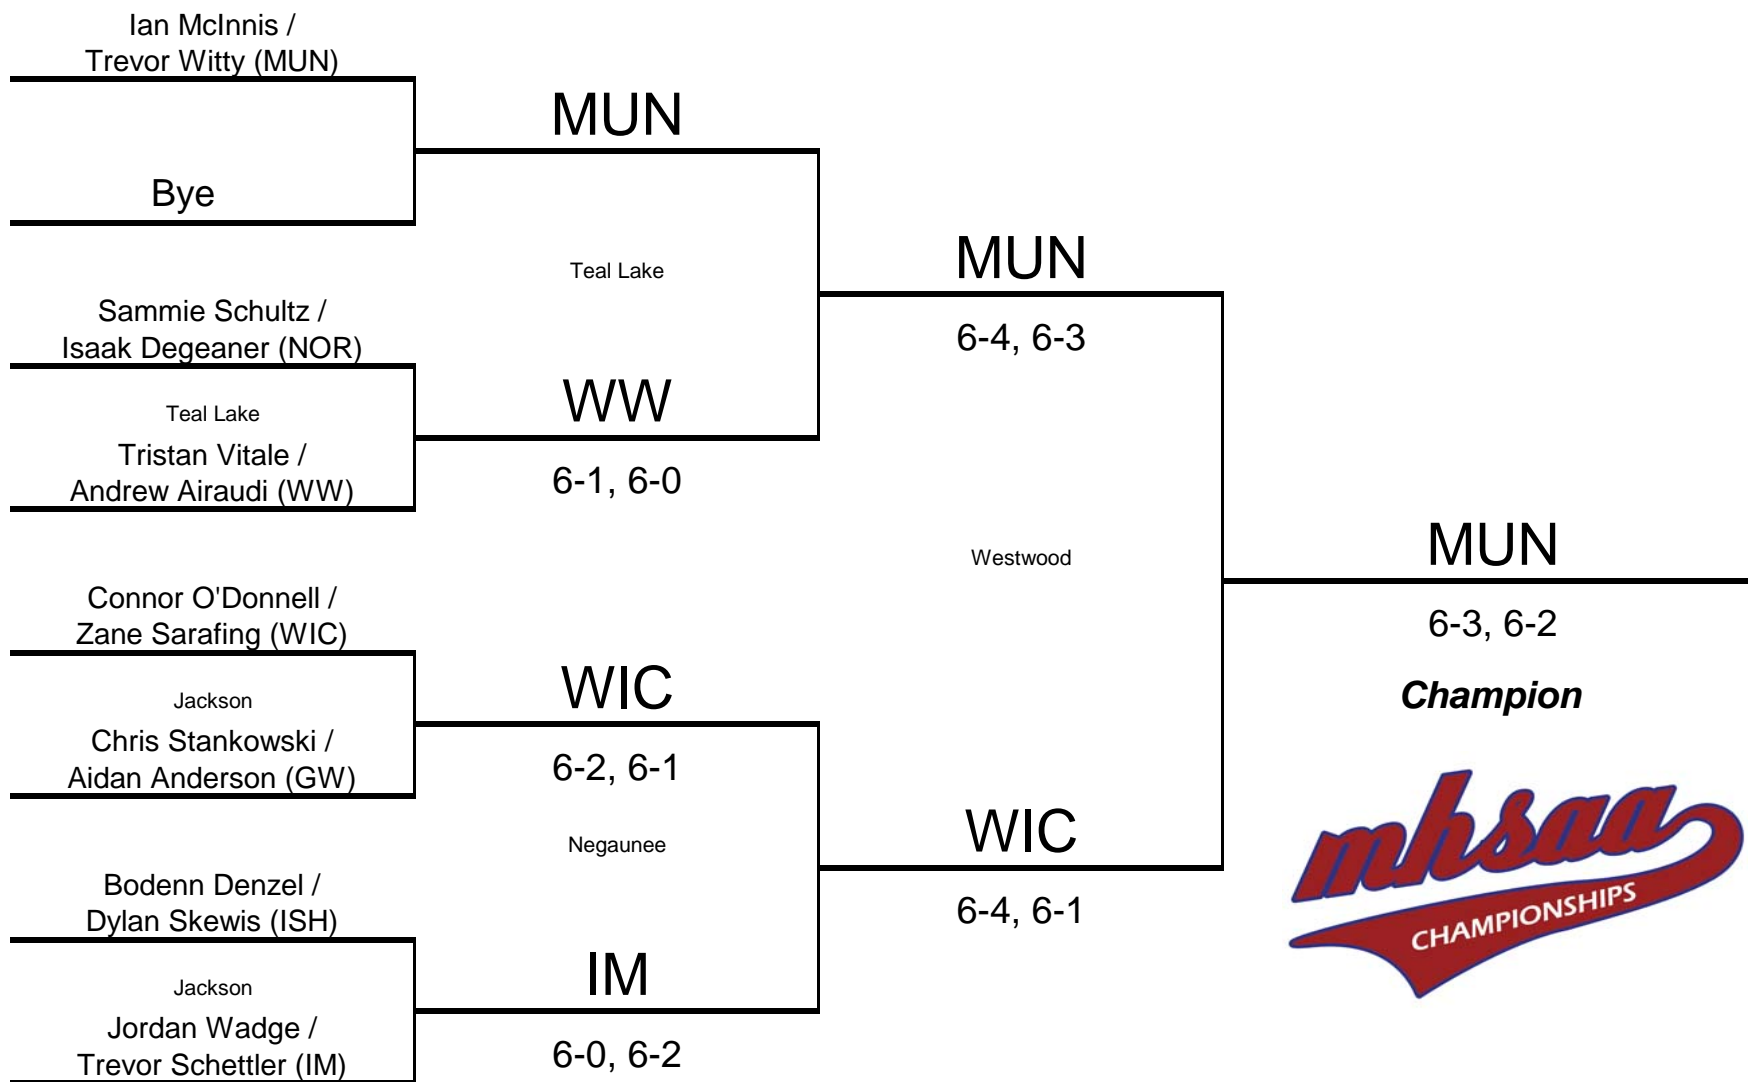 Ian McInnis /
Trevor Witty (MUN)
MUN
Bye
Teal Lake
MUN
Sammie Schultz /
Isaak Degeaner (NOR)
6-4, 6-3
WW
Teal Lake
Tristan Vitale /
Andrew Airaudi (WW)
6-1, 6-0
Westwood
MUN
6-3, 6-2
Champion
Connor O'Donnell /
Zane Sarafing (WIC)
WIC
Jackson
Chris Stankowski /
Aidan Anderson (GW)
6-2, 6-1
Negaunee
WIC
6-4, 6-1
Bodenn Denzel /
Dylan Skewis (ISH)
IM
Jackson
Jordan Wadge /
Trevor Schettler (IM)
6-0, 6-2
mhsaa
CHAMPIONSHIPS